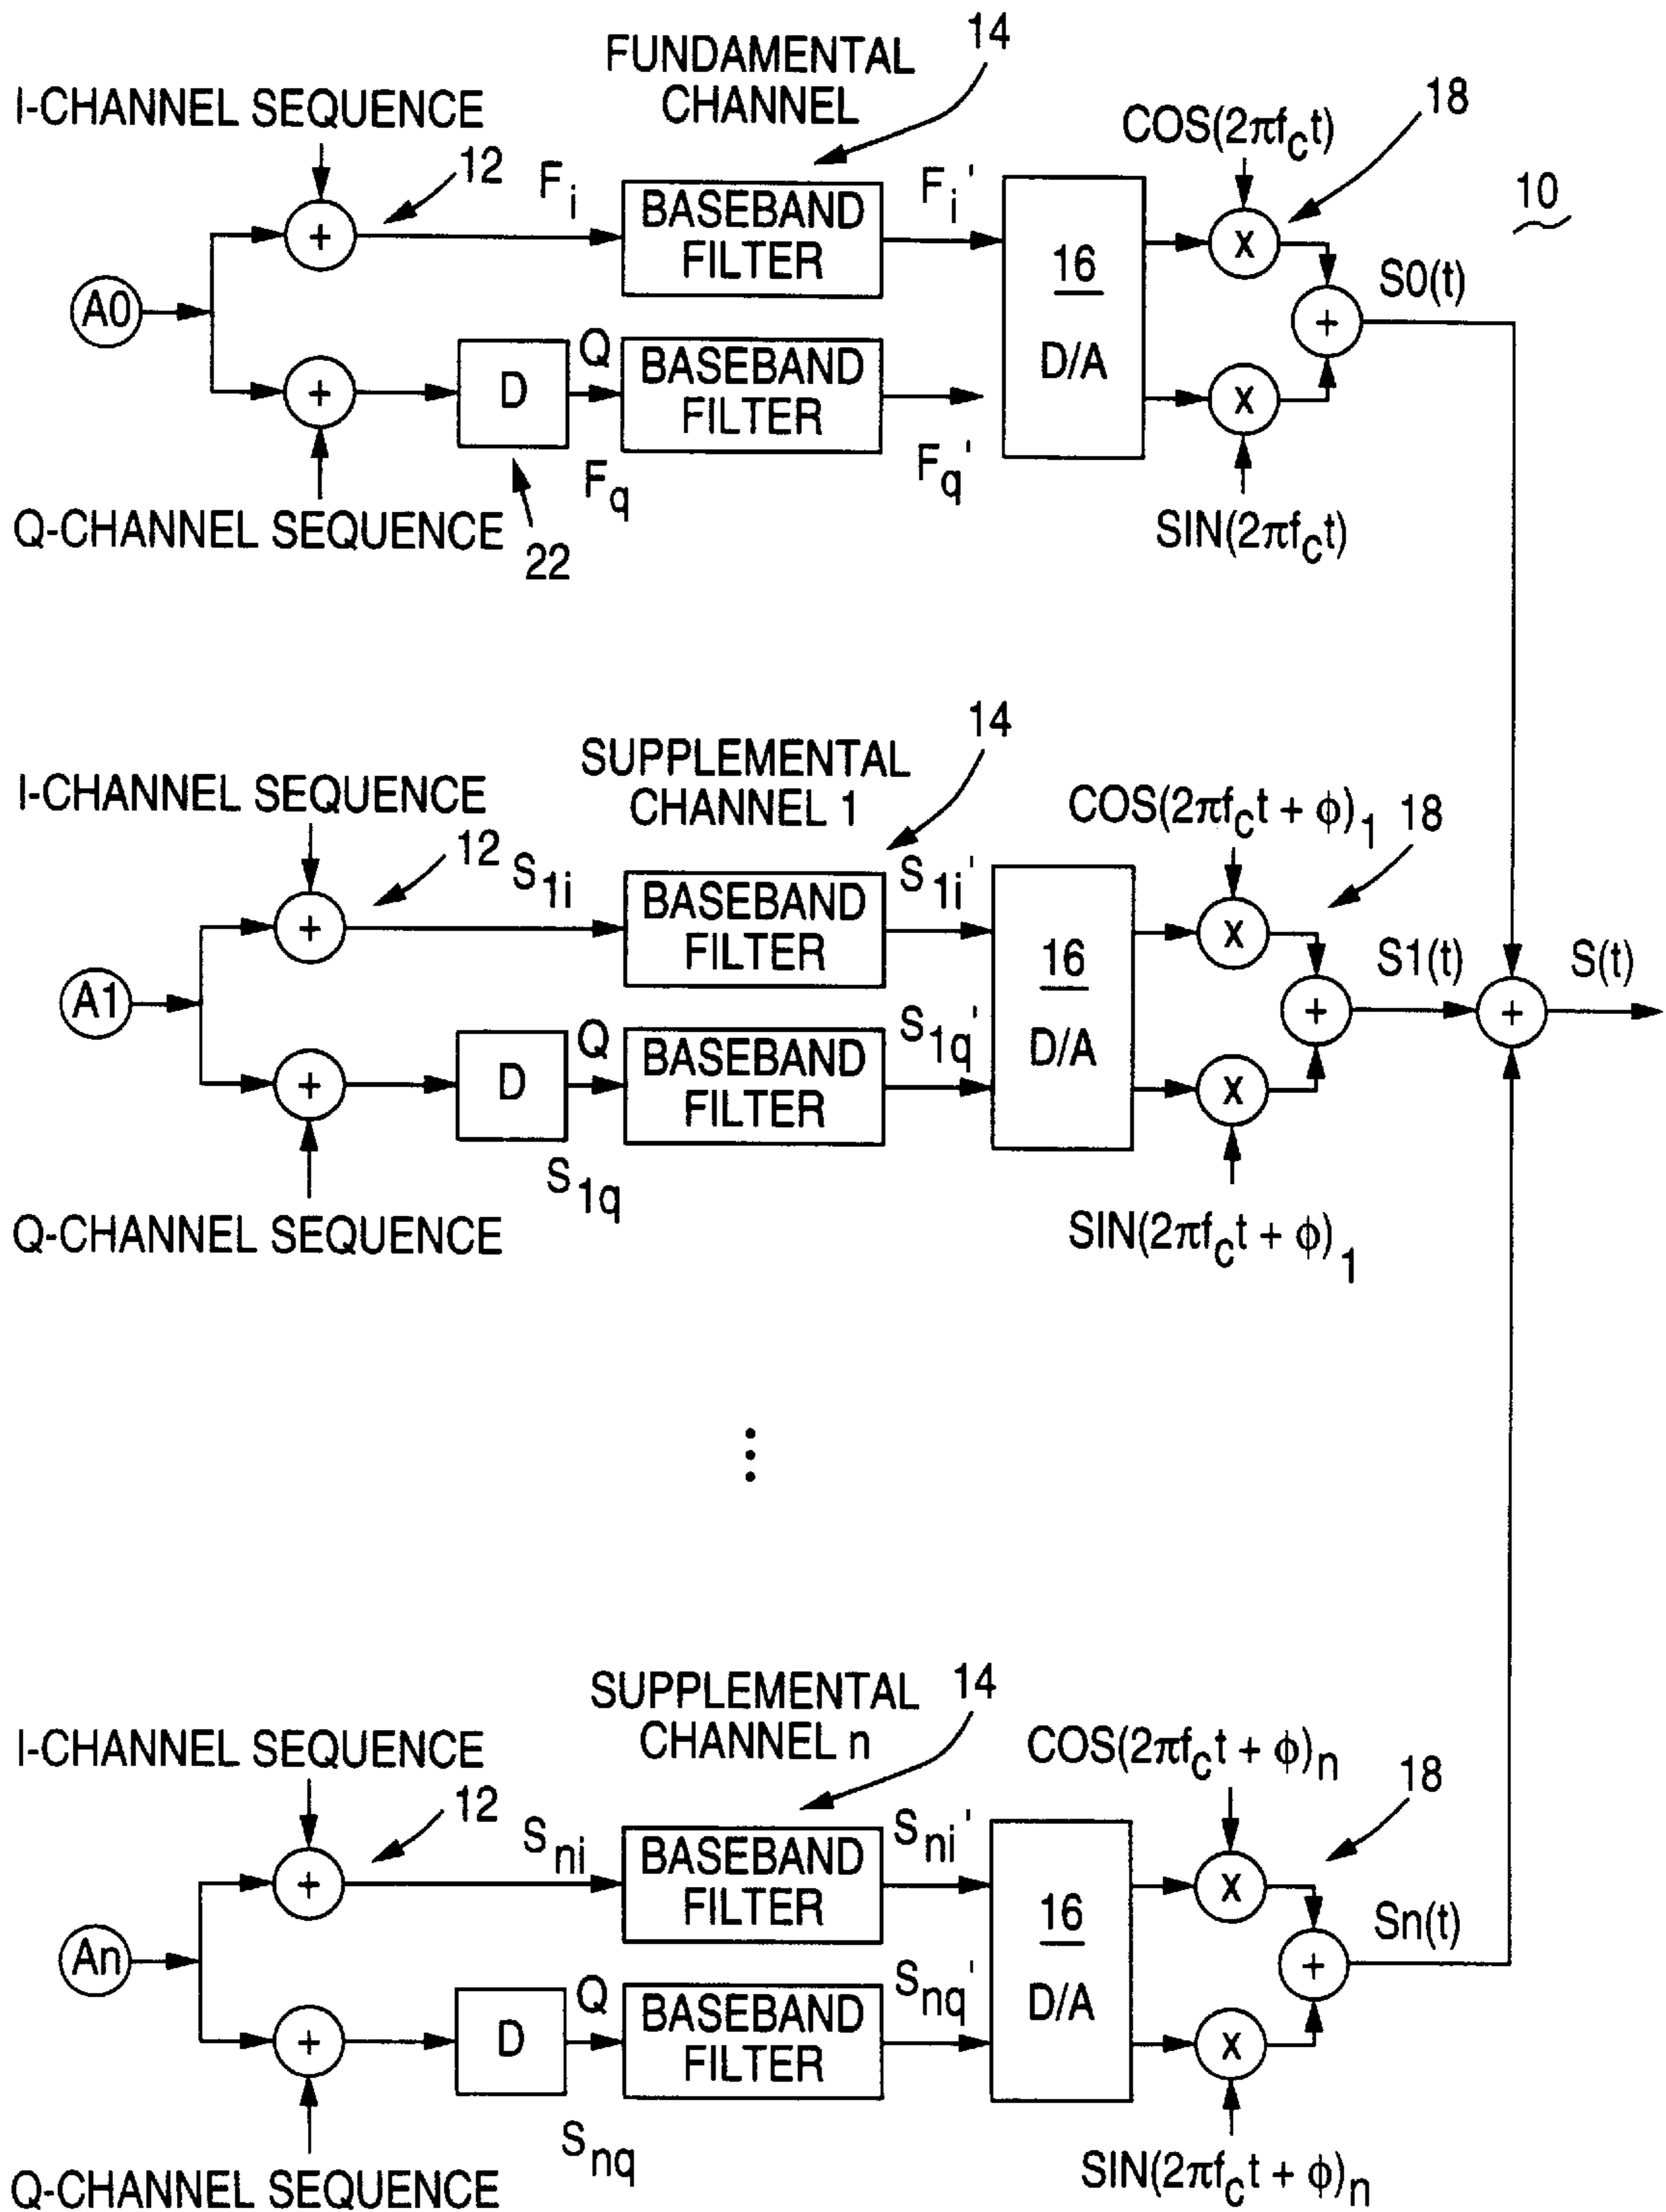 FUNDAMENTAL
CHANNEL
14
I-CHANNEL SEQUENCE
12
F_i
BASEBAND
FILTER
F_i'
COS(2πf_ct)
18
10
A0
+
16
D/A
X
+
S0(t)
+
D
Q
BASEBAND
FILTER
X
F_q
F_q'
Q-CHANNEL SEQUENCE
22
SIN(2πf_ct)
SUPPLEMENTAL
CHANNEL 1
14
I-CHANNEL SEQUENCE
12
S_1i
BASEBAND
FILTER
S_1i'
COS(2πf_ct + ϕ)_1
18
+
16
D/A
X
A1
+
S1(t)
+
S(t)
+
D
Q
BASEBAND
FILTER
S_1q'
X
S_1q
Q-CHANNEL SEQUENCE
SIN(2πf_ct + ϕ)_1
SUPPLEMENTAL
CHANNEL n
14
I-CHANNEL SEQUENCE
12
S_ni
BASEBAND
FILTER
S_ni'
COS(2πf_ct + ϕ)_n
18
+
16
D/A
X
An
+
Sn(t)
+
D
Q
BASEBAND
FILTER
S_nq'
X
S_nq
Q-CHANNEL SEQUENCE
SIN(2πf_ct + ϕ)_n